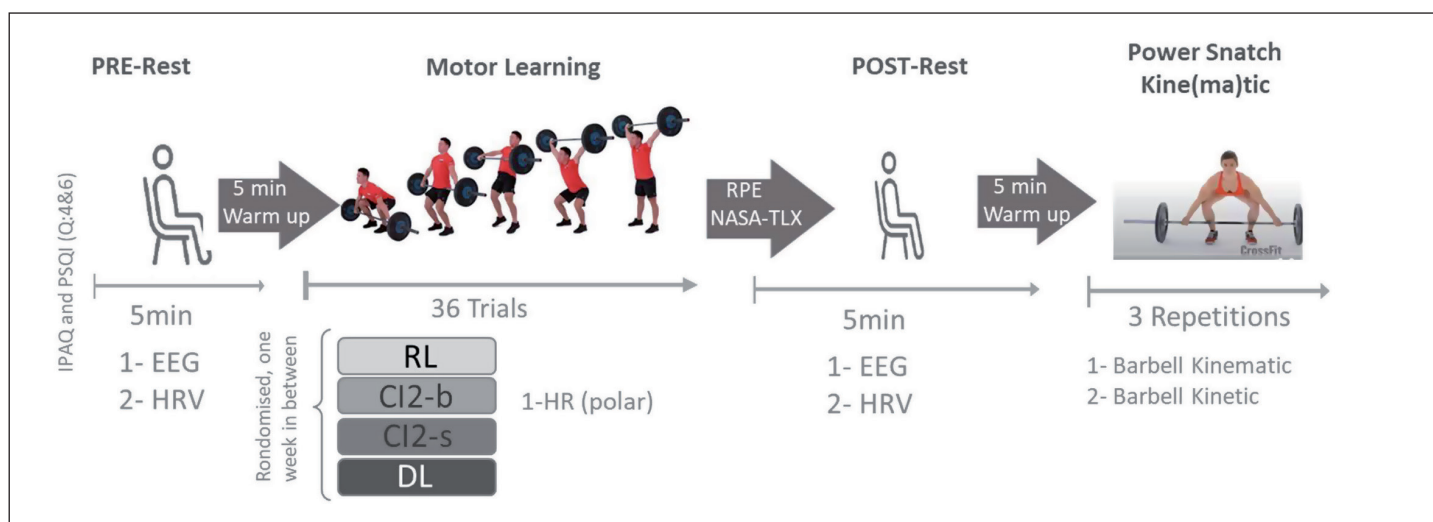 PRE-Rest
Motor Learning
POST-Rest
Power Snatch
Kine(ma)tic
IPAQ and PSQI (Q:4&6)
5 min
Warm up
RPE
NASA-TLX
5 min
Warm up
CrossFit
5min
36 Trials
5min
3 Repetitions
1- EEG
2- HRV
Rondomised, one
week in between
RL
CI2-b
CI2-s
DL
1-HR (polar)
1- EEG
2- HRV
1- Barbell Kinematic
2- Barbell Kinetic